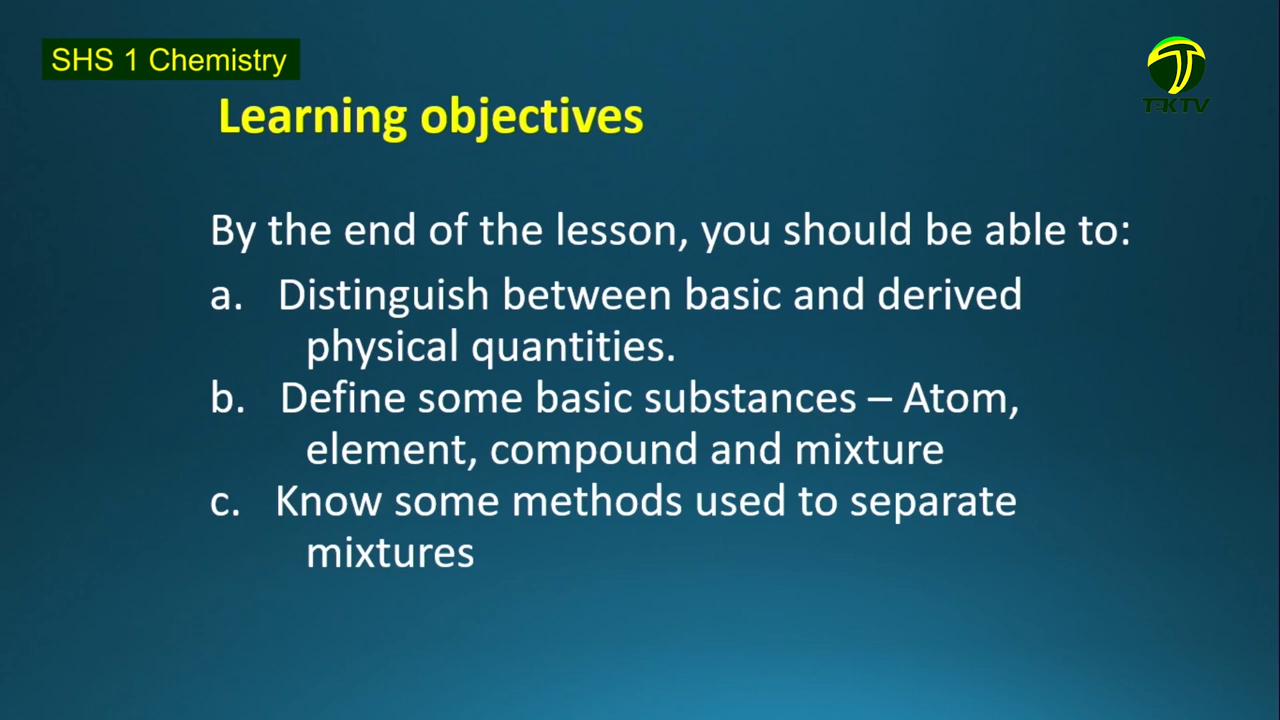 SHS 1 Chemistry
T-KTV
Learning objectives
By the end of the lesson, you should be able to:
a. Distinguish between basic and derived
physical quantities.
b. Define some basic substances – Atom,
element, compound and mixture
c. Know some methods used to separate
mixtures